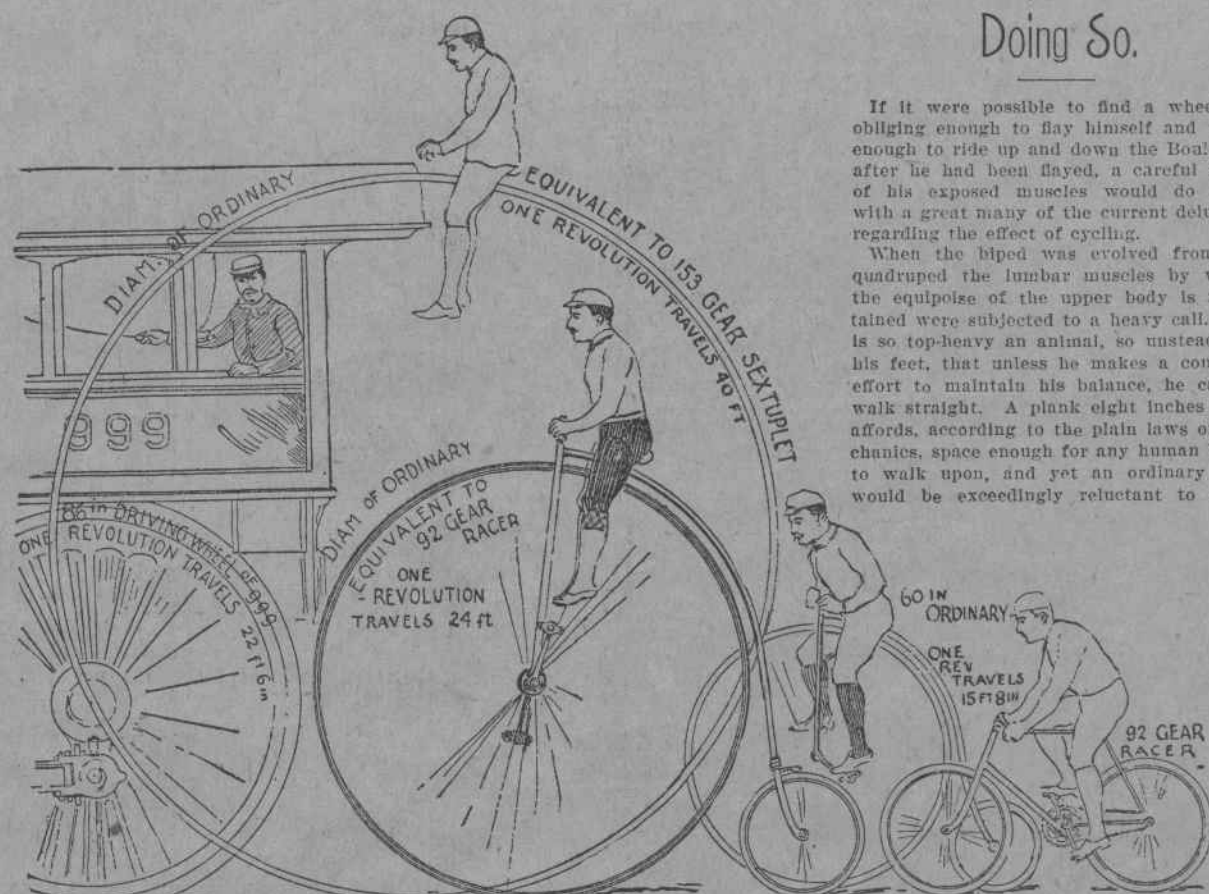 Doing So.
If it were possible to find a whee
obliging enough to flay himself and
enough to ride up and down the Boul
after he had been flayed, a careful
of his exposed muscles would do
with a great many of the current delu
regarding the effect of cycling.
When the biped was evolved from
quadruped the lumbar muscles by w
the equipoise of the upper body is
tained were subjected to a heavy call.
is so top-heavy an animal, so unstead
his feet, that unless he makes a con
effort to maintain his balance, he c
walk straight. A plank eight inches
affords, according to the plain laws o
chanics, space enough for any human
to walk upon, and yet an ordinary
would be exceedingly reluctant to
DIAM. OF ORDINARY
EQUIVALENT TO 153 GEAR SEXTUPLET
ONE REVOLUTION TRAVELS 40 FT
999
86 in DRIVING WHEEL OF 999
ONE REVOLUTION TRAVELS 22 ft 6 in
DIAM OF ORDINARY
EQUIVALENT TO
92 GEAR
RACER
ONE
REVOLUTION
TRAVELS 24 ft
60 IN
ORDINARY
ONE
REV
TRAVELS
15 FT 8 IN
92 GEAR
RACER